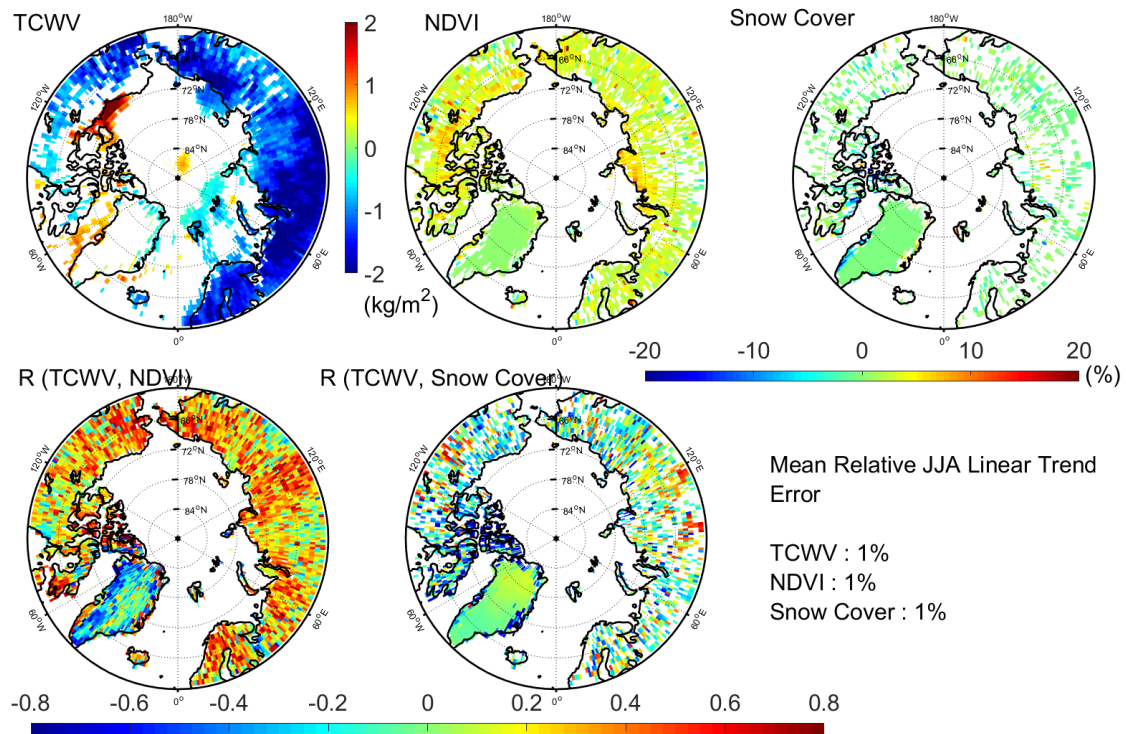 TCWV
180°W
66°N
72°N
78°N
84°N
120°W
120°E
60°W
60°E
0°
2
1
0
-1
-2
(kg/m²)
NDVI
180°W
66°N
72°N
78°N
84°N
120°W
120°E
60°W
60°E
0°
Snow Cover
180°W
66°N
72°N
78°N
84°N
120°W
120°E
60°W
60°E
0°
-20 -10 0 10 20
(%)
R (TCWV, NDVI)
180°W
66°N
72°N
78°N
84°N
120°W
120°E
60°W
60°E
0°
R (TCWV, Snow Cover)
180°W
66°N
72°N
78°N
84°N
120°W
120°E
60°W
60°E
0°
-0.8 -0.6 -0.4 -0.2 0 0.2 0.4 0.6 0.8
Mean Relative JJA Linear Trend
Error
TCWV : 1%
NDVI : 1%
Snow Cover : 1%